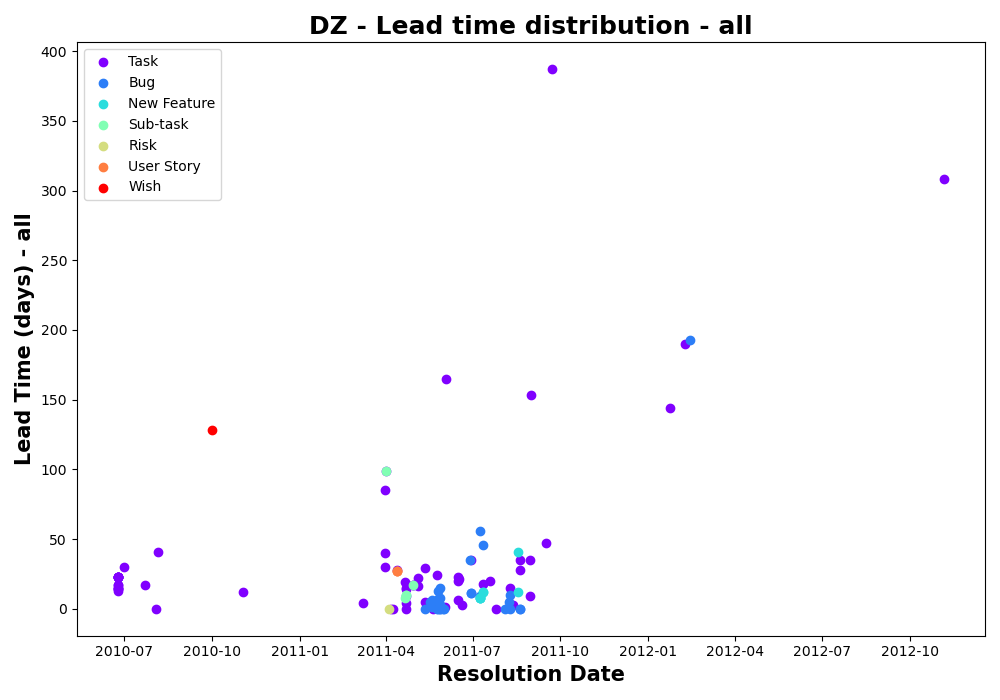 DZ - Lead time distribution - all
Lead Time (days) - all
400
350
300
250
200
150
100
50
0
Task
Bug
New Feature
Sub-task
Risk
User Story
Wish
2010-07
2010-10
2011-01
2011-04
2011-07
2011-10
2012-01
2012-04
2012-07
2012-10
Resolution Date